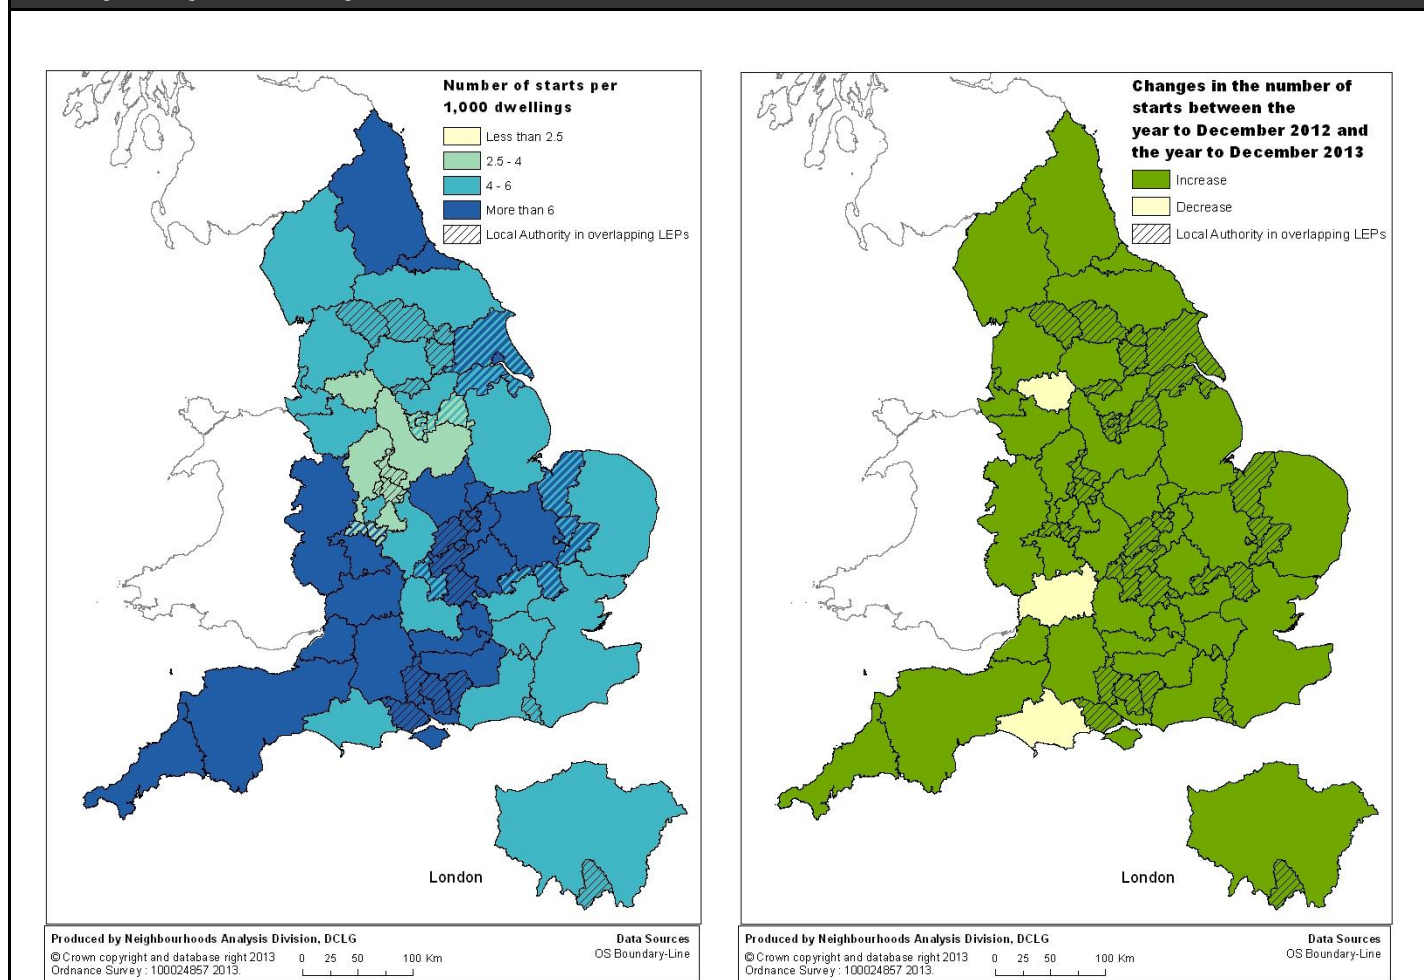 Number of starts per
1,000 dwellings
Less than 2.5
2.5 - 4
4 - 6
More than 6
Local Authority in overlapping LEPs
London
Produced by Neighbourhoods Analysis Division, DCLG
Data Sources
© Crown copyright and database right 2013
OS Boundary-Line
Ordnance Survey : 100024857 2013.
0 25 50 100 Km
Changes in the number of
starts between the
year to December 2012 and
the year to December 2013
Increase
Decrease
Local Authority in overlapping LEPs
London
Produced by Neighbourhoods Analysis Division, DCLG
Data Sources
© Crown copyright and database right 2013
OS Boundary-Line
Ordnance Survey : 100024857 2013.
0 25 50 100 Km